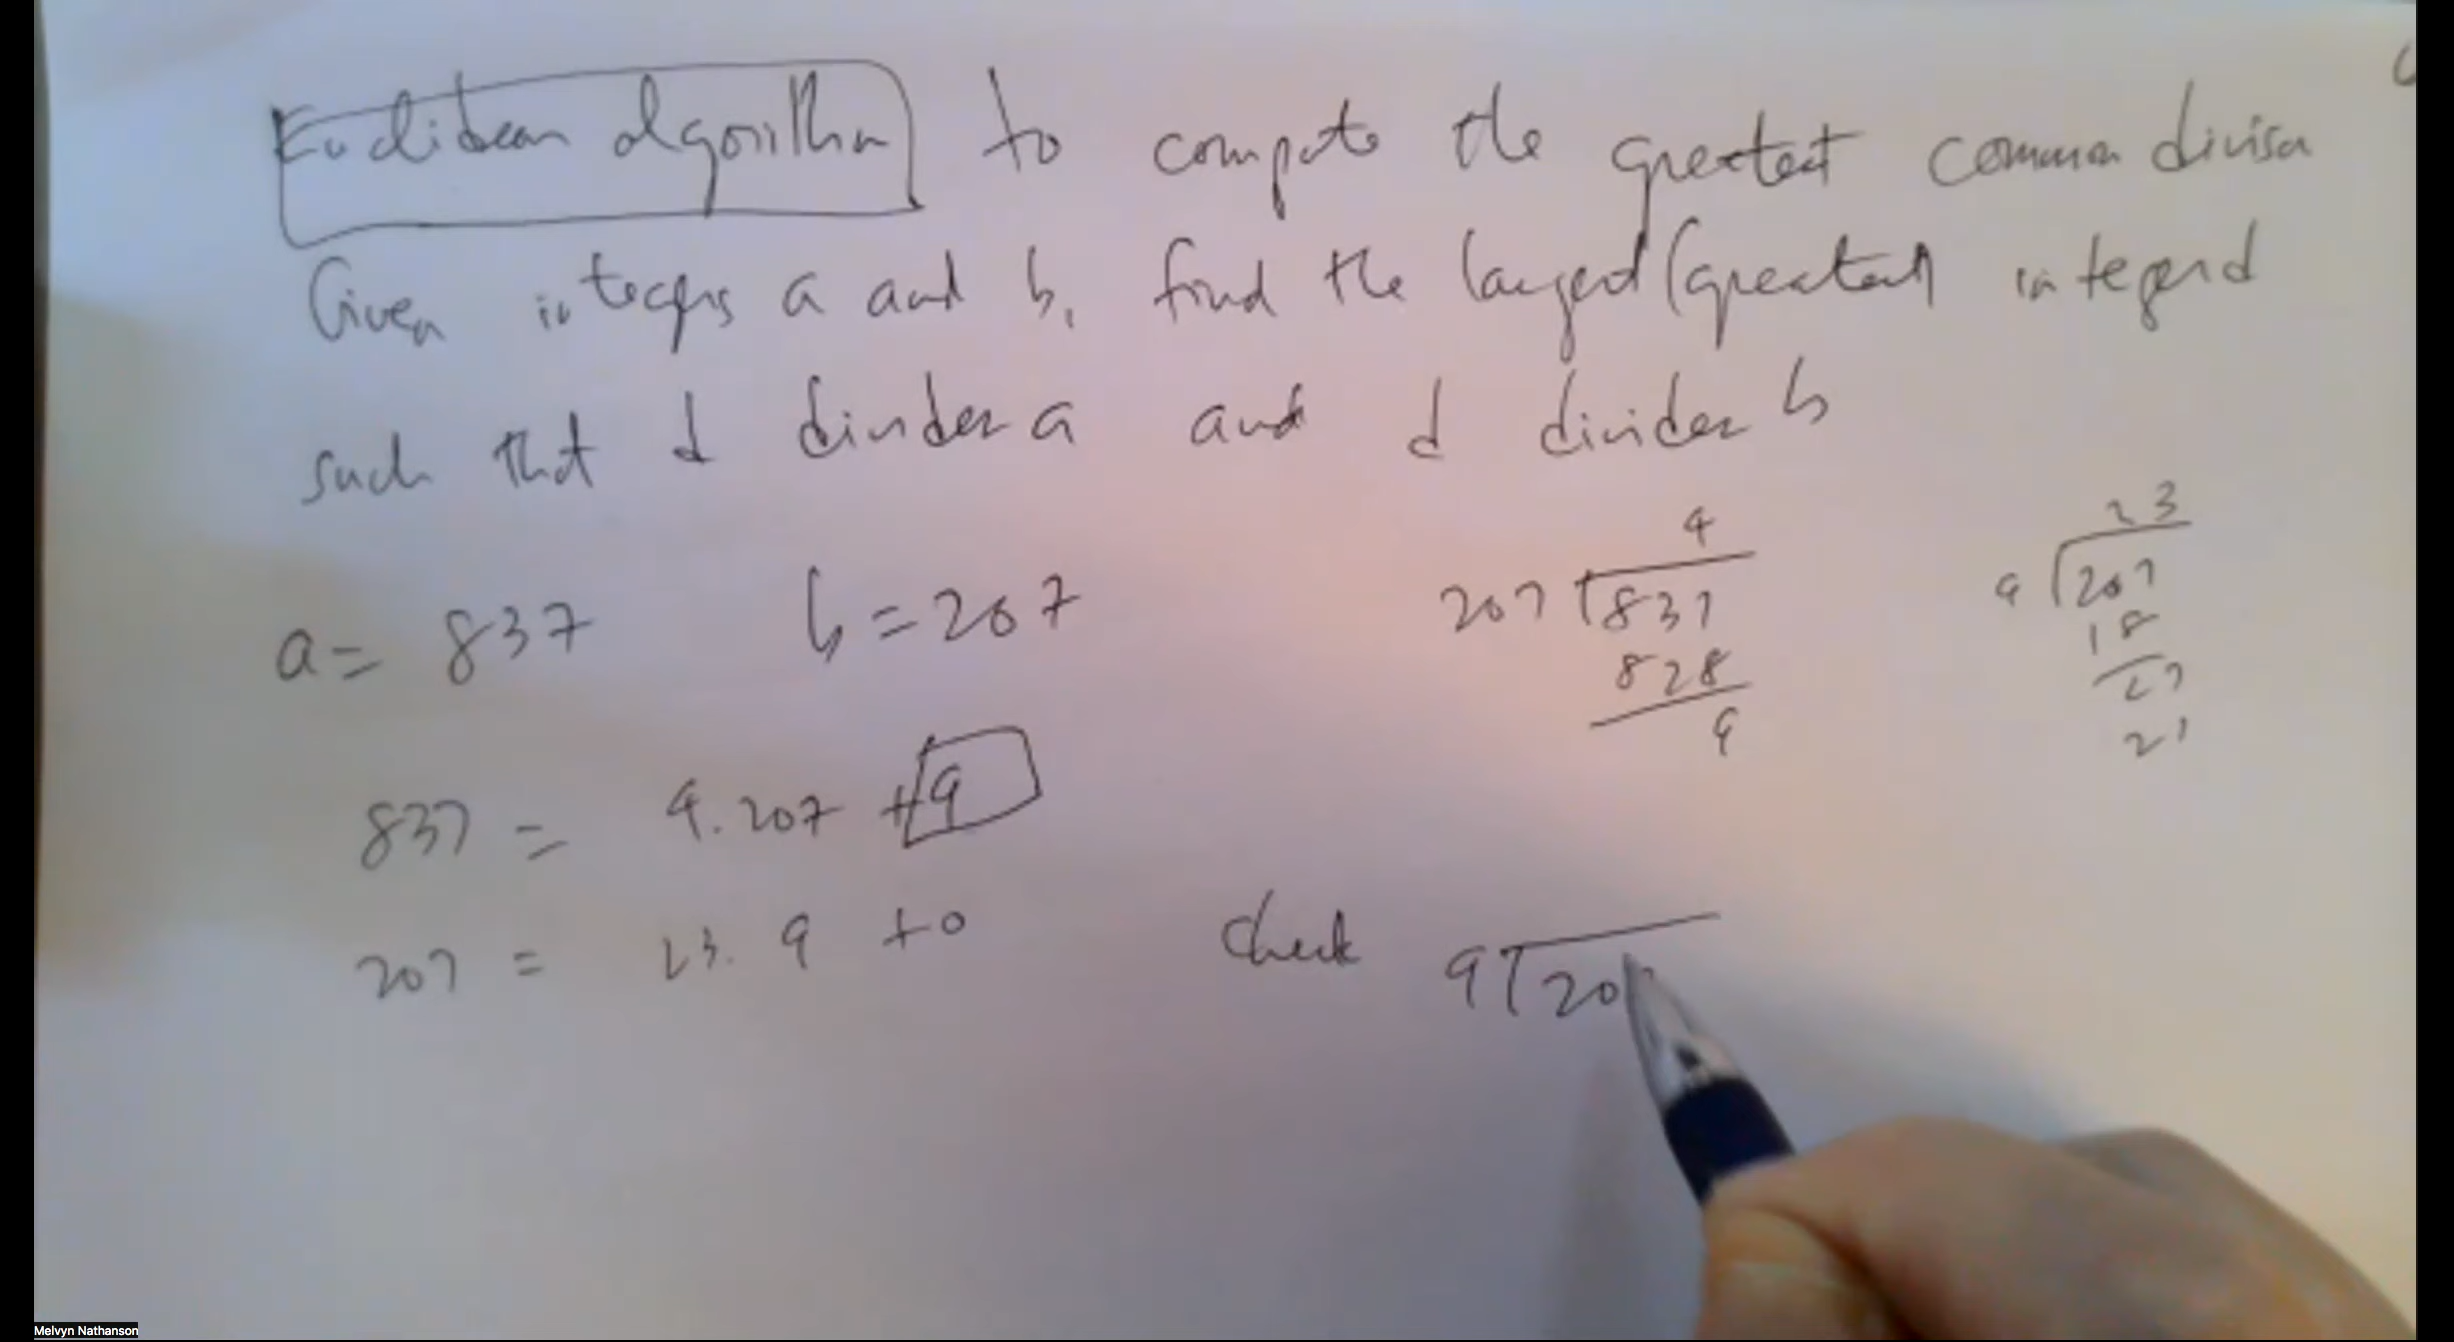 Euclidean algorithm to compute the greatest common divisor
Given integers a and b, find the largest (greatest) integer d
such that d divides a and d divides b
a = 837 b = 207
4
207 837
828
9
23
9 207
18
27
27
837 = 4.207 + 9
207 = 23.9 + 0
Check 9 20
Melvyn Nathanson